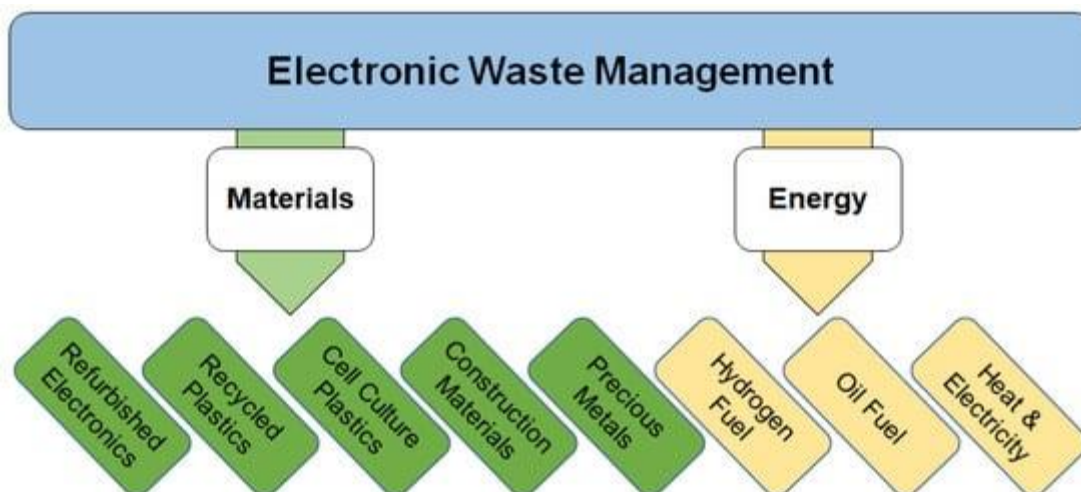 Electronic Waste Management
Materials
Energy
Refurbished
Electronics
Recycled
Plastics
Cell Culture
Plastics
Construction
Materials
Precious
Metals
Hydrogen
Fuel
Oil Fuel
Heat &
Electricity